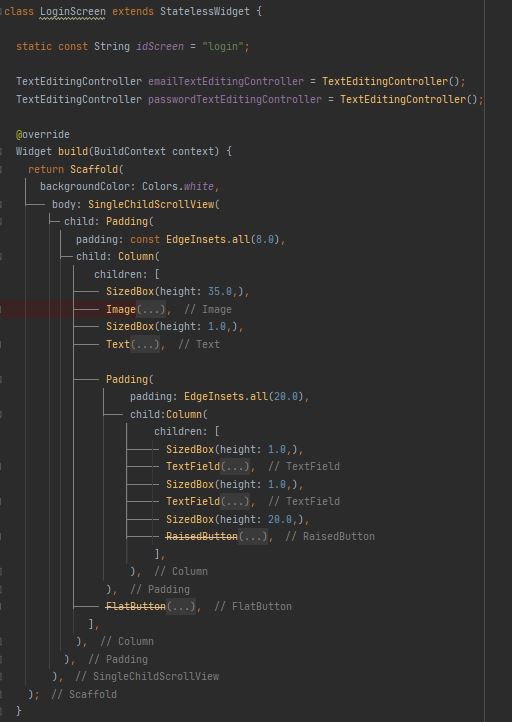 class LoginScreen extends StatelessWidget {
static const String idScreen = "login";
TextEditingController emailTextEditingController = TextEditingController();
TextEditingController passwordTextEditingController = TextEditingController();
@override
Widget build(BuildContext context) {
return Scaffold(
backgroundColor: Colors.white,
body: SingleChildScrollView(
child: Padding(
padding: const EdgeInsets.all(8.0),
child: Column(
children: [
SizedBox(height: 35.0,),
Image(...), // Image
SizedBox(height: 1.0,),
Text(...), // Text
Padding(
padding: EdgeInsets.all(20.0),
child:Column(
children: [
SizedBox(height: 1.0,),
TextField(...), // TextField
SizedBox(height: 1.0,),
TextField(...), // TextField
SizedBox(height: 20.0,),
RaisedButton(...), // RaisedButton
],
), // Column
), // Padding
FlatButton(...), // FlatButton
],
), // Column
), // Padding
), // SingleChildScrollView
); // Scaffold
}